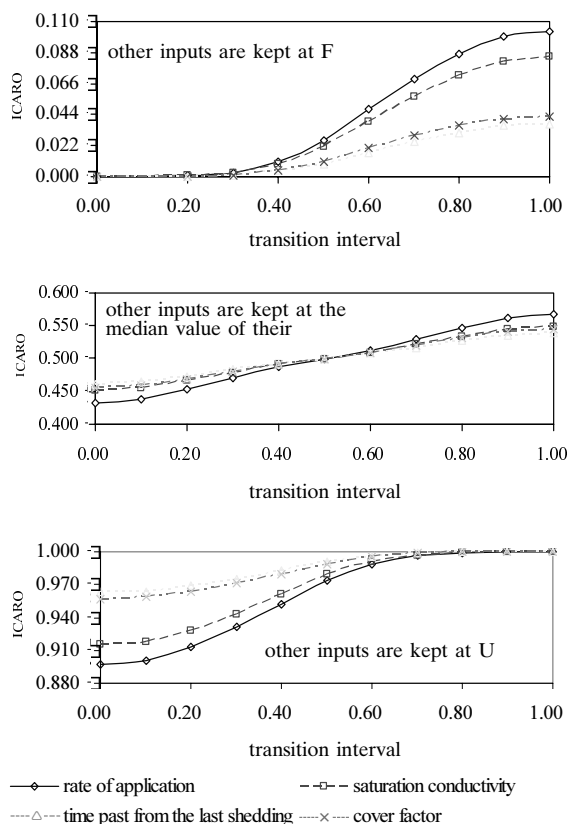 0.110
other inputs are kept at F
0.088
0.066
ICARO
0.044
0.022
0.000
0.00 0.20 0.40 0.60 0.80 1.00
transition interval
0.600
other inputs are kept at the
median value of their
0.550
ICARO
0.500
0.450
0.400
0.00 0.20 0.40 0.60 0.80 1.00
transition interval
1.000
0.970
ICARO
0.940
0.910
other inputs are kept at U
0.880
0.00 0.20 0.40 0.60 0.80 1.00
transition interval
rate of application saturation conductivity
time past from the last shedding cover factor